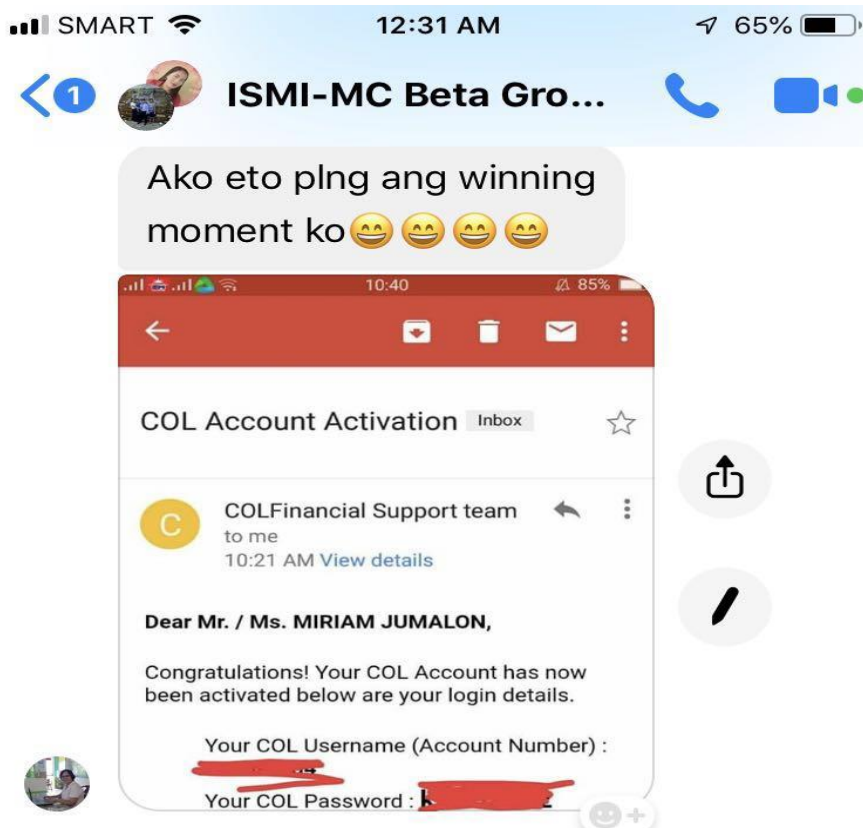 SMART 12:31 AM 65%
1 ISMI-MC Beta Gro...
Ako eto plng ang winning
moment ko😄😄😄😄
10:40 85%
COL Account Activation Inbox
C COLFinancial Support team
to me
10:21 AM View details
Dear Mr. / Ms. MIRIAM JUMALON,
Congratulations! Your COL Account has now
been activated below are your login details.
Your COL Username (Account Number) :
Your COL Password :